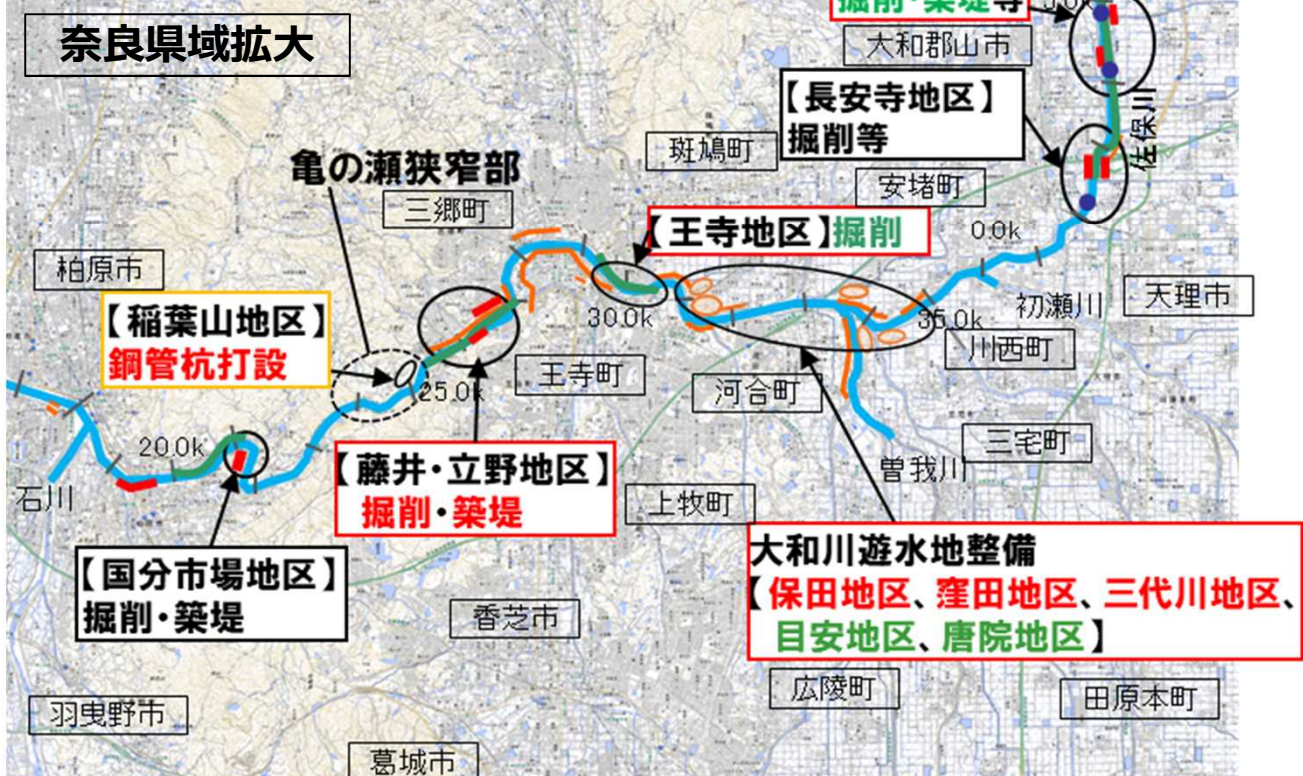 奈良県域拡大
掘削・築堤等
大和郡山市
【長安寺地区】
掘削等
佐保川
斑鳩町
安堵町
亀の瀬狭窄部
三郷町
【王寺地区】掘削
0.0k
柏原市
初瀬川
天理市
【稲葉山地区】
鋼管杭打設
30.0k
35.0k
川西町
王寺町
25.0k
河合町
20.0k
三宅町
曽我川
石川
【藤井・立野地区】
掘削・築堤
上牧町
大和川遊水地整備
【保田地区、窪田地区、三代川地区、
目安地区、唐院地区】
【国分市場地区】
掘削・築堤
香芝市
広陵町
田原本町
羽曳野市
葛城市